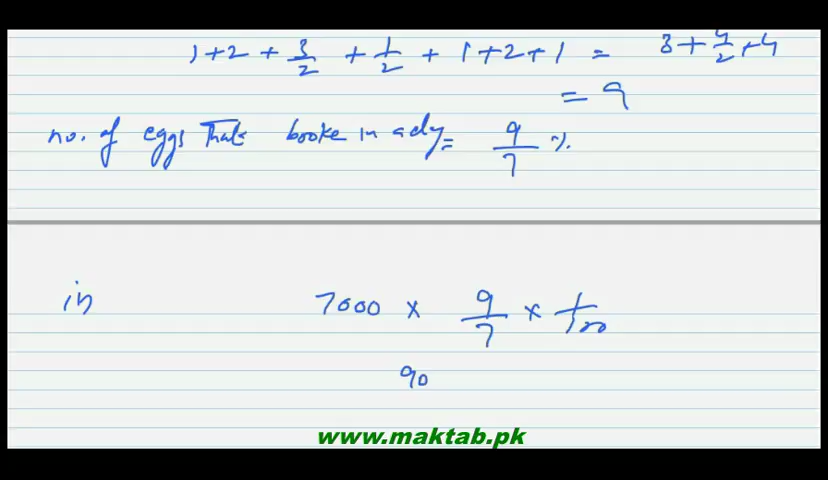 1+2 + 3/2 + 1/2 + 1+2+1 = 3 + 4/2 + 4
= 9
no. of eggs that broke in a dy = 9/7 %
in 7000 × 9/7 × 1/100
90
www.maktab.pk